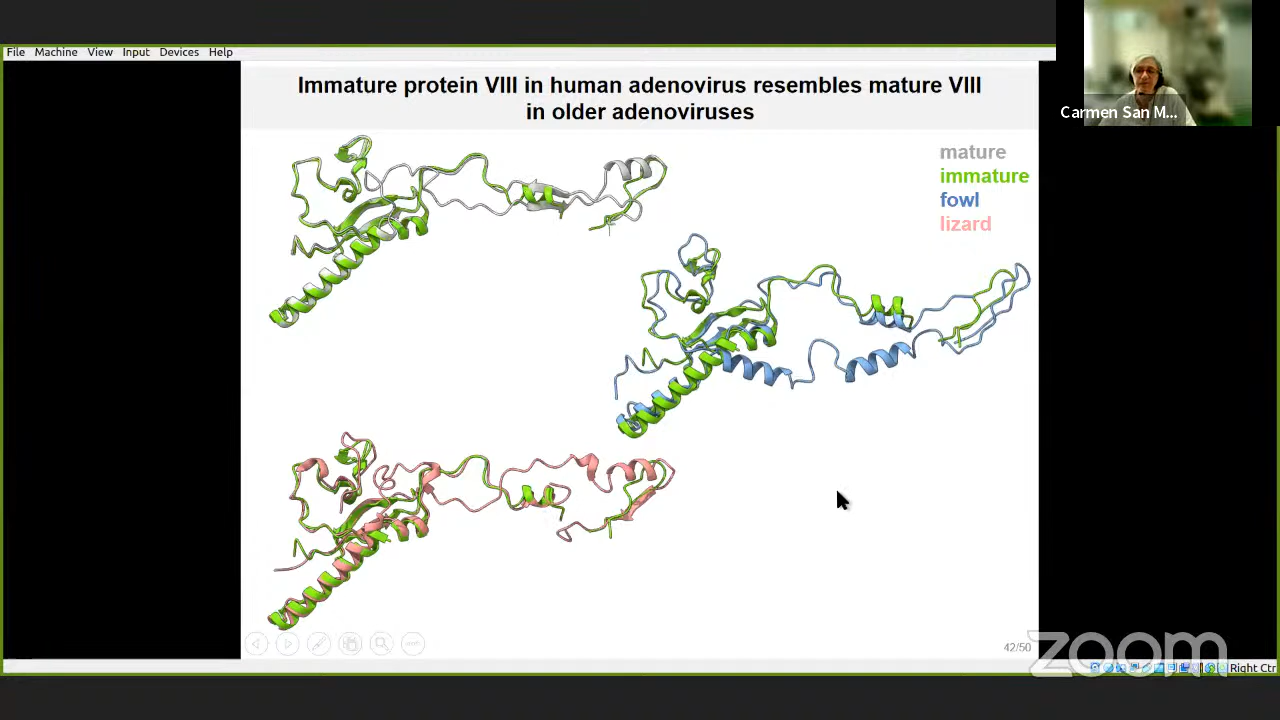 File Machine View Input Devices Help
Immature protein VIII in human adenovirus resembles mature VIII
in older adenoviruses
Carmen San M...
mature
immature
fowl
lizard
42/50
zoom
Right Ctr